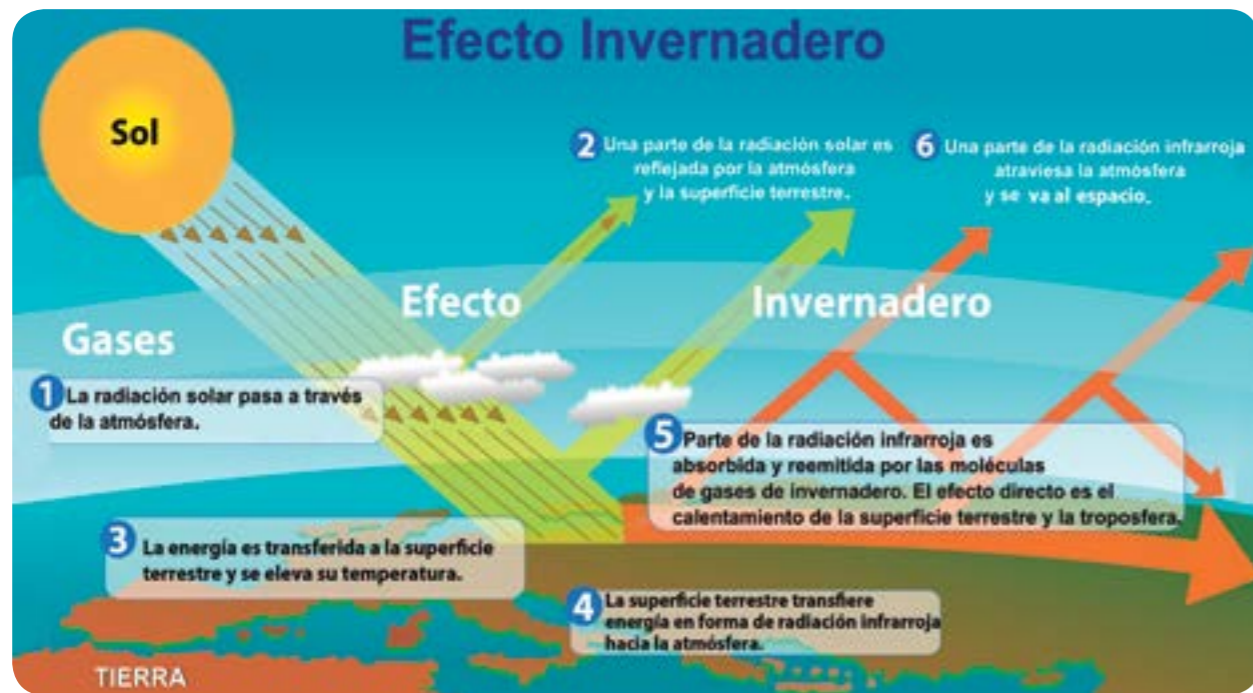 Efecto Invernadero
Sol
2 Una parte de la radiación solar es
reflejada por la atmósfera
y la superficie terrestre.
6 Una parte de la radiación infrarroja
atraviesa la atmósfera
y se va al espacio.
Gases
Efecto
Invernadero
1 La radiación solar pasa a través
de la atmósfera.
5 Parte de la radiación infrarroja es
absorbida y reemitida por las moléculas
de gases de invernadero. El efecto directo es el
calentamiento de la superficie terrestre y la troposfera.
3 La energía es transferida a la superficie
terrestre y se eleva su temperatura.
4 La superficie terrestre transfiere
energía en forma de radiación infrarroja
hacia la atmósfera.
TIERRA